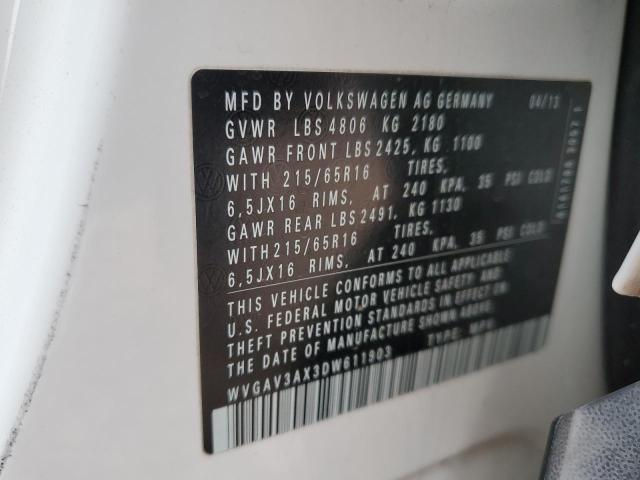 MFD BY VOLKSWAGEN AG GERMANY 04/13
GVWR LBS 4806 KG 2180
GAWR FRONT LBS 2425, KG 1100
WITH 215/65R16 TIRES,
6,5JX16 RIMS, AT 240 KPA, 35 PSI COLD
GAWR REAR LBS 2491, KG 1130
WITH215/65R16 TIRES,
6,5JX16 RIMS, AT 240 KPA, 35 PSI COLD
THIS VEHICLE CONFORMS TO ALL APPLICABLE
U.S. FEDERAL MOTOR VEHICLE SAFETY AND
THEFT PREVENTION STANDARDS IN EFFECT ON
THE DATE OF MANUFACTURE SHOWN ABOVE.
WVGAV3AX3DW611903 TYPE: MPV